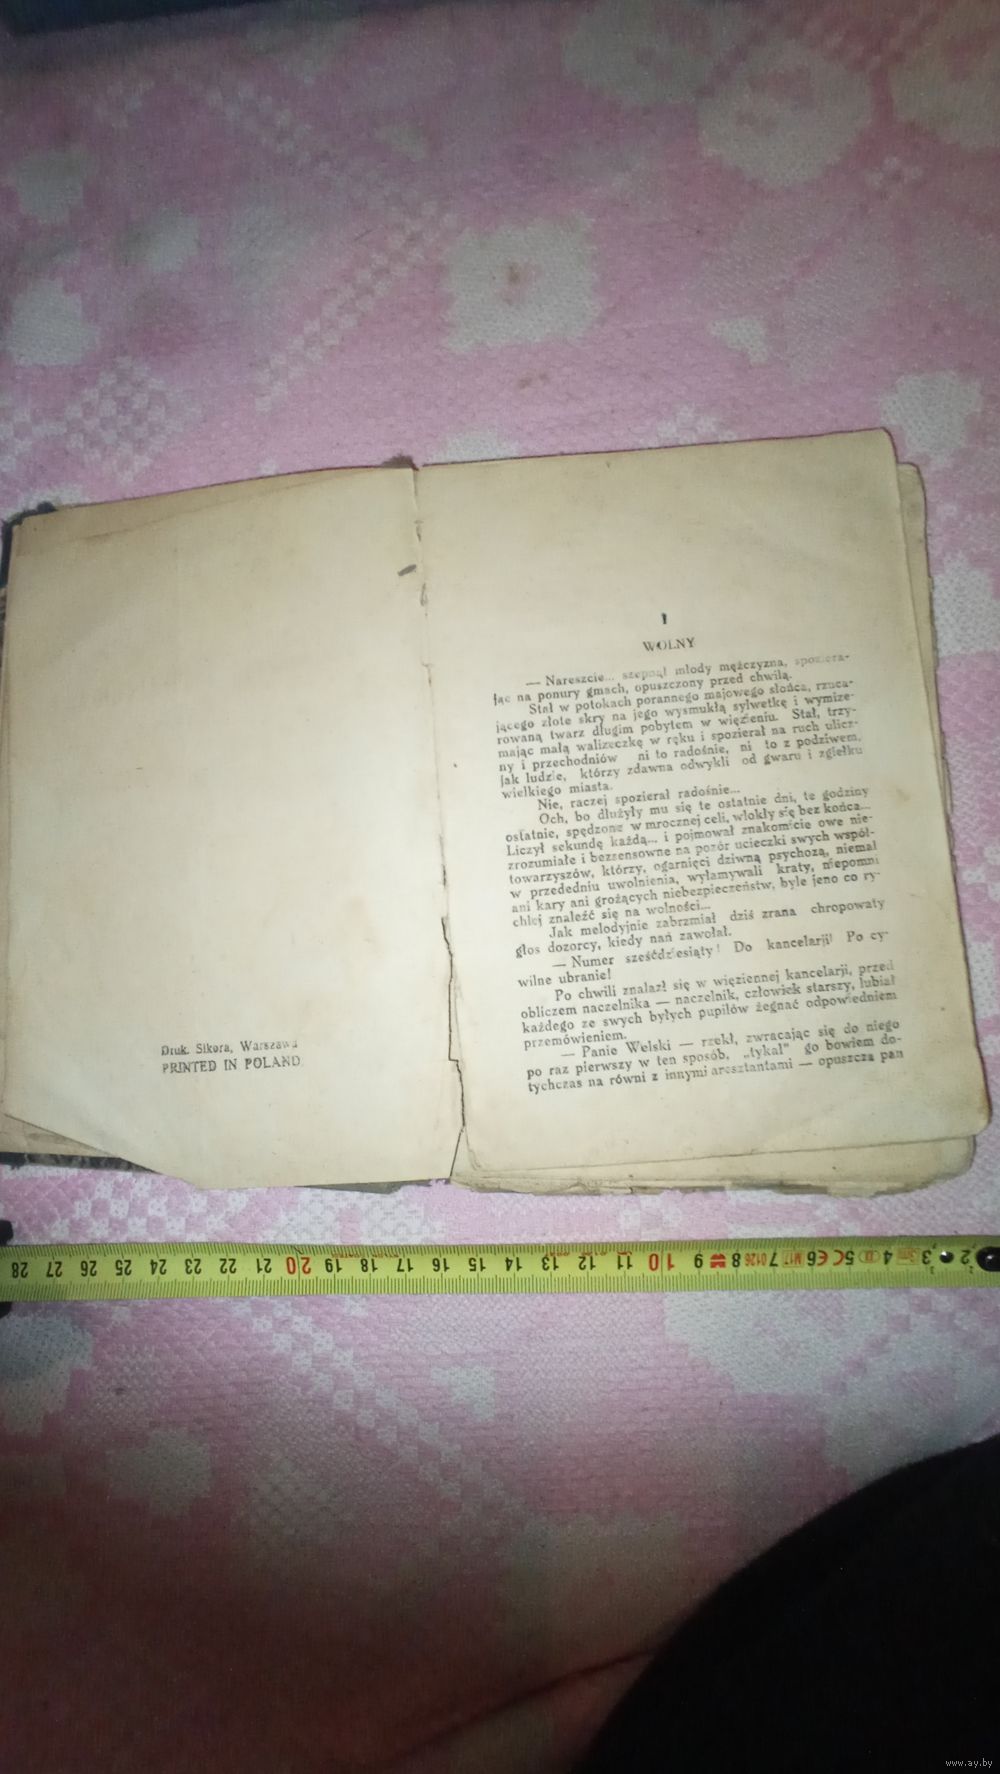 Druk. Sikora, Warszawa
PRINTED IN POLAND
I
WOLNY
— Nareszcie... szepnął młody mężczyzna, spoziera-
jąc na ponury gmach, opuszczony przed chwilą.
Stał w potokach porannego majowego słońca, rzuca-
jącego złote skry na jego wysmukłą sylwetkę i wymize-
rowaną twarz długim pobytem w więzieniu. Stał, trzy-
mając małą walizeczkę w ręku i spozierał na ruch ulicz-
ny i przechodniów ni to radośnie, ni to z podziwem,
jak ludzie, którzy zdawna odwykli od gwaru i zgiełku
wielkiego miasta.
Nie, raczej spozierał radośnie...
Och, bo dłużyły mu się te ostatnie dni, te godziny
ostatnie, spędzone w mrocznej celi, wlokły się bez końca...
Liczył sekundę każdą... i pojmował znakomicie owe nie-
zrozumiałe i bezsensowne na pozór ucieczki swych współ-
towarzyszów, którzy, ogarnięci dziwną psychozą, niemal
w przededniu uwolnienia, wyłamywali kraty, niepomni
ani kary ani grożących niebezpieczeństw, byle jeno co ry-
chlej znaleźć się na wolności...
Jak melodyjnie zabrzmiał dziś zrana chropowaty
głos dozorcy, kiedy nań zawołał.
— Numer sześćdziesiąty! Do kancelarji! Po cy-
wilne ubranie!
Po chwili znalazł się w więziennej kancelarji, przed
obliczem naczelnika — naczelnik, człowiek starszy, lubiał
każdego ze swych byłych pupilów żegnać odpowiedniem
przemówieniem.
— Panie Welski — rzekł, zwracając się do niego
po raz pierwszy w ten sposób, „tykał" go bowiem do-
tychczas na równi z innymi aresztantami — opuszcza pan
28 27 26 25 24 23 22 21 20 19 18 17 16 15 14 13 12 11 10 9 8 7 0126 M17 6 C€ 5 II 4 3m 3 2
www.ay.by